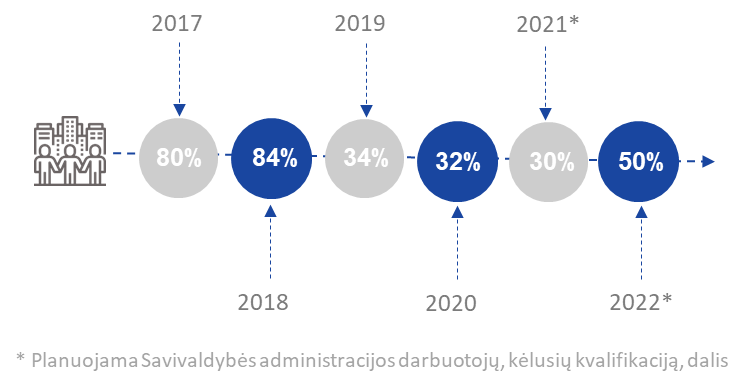 2017 2019 2021*
80% 84% 34% 32% 30% 50%
2018 2020 2022*
* Planuojama Savivaldybės administracijos darbuotojų, kėlusių kvalifikaciją, dalis